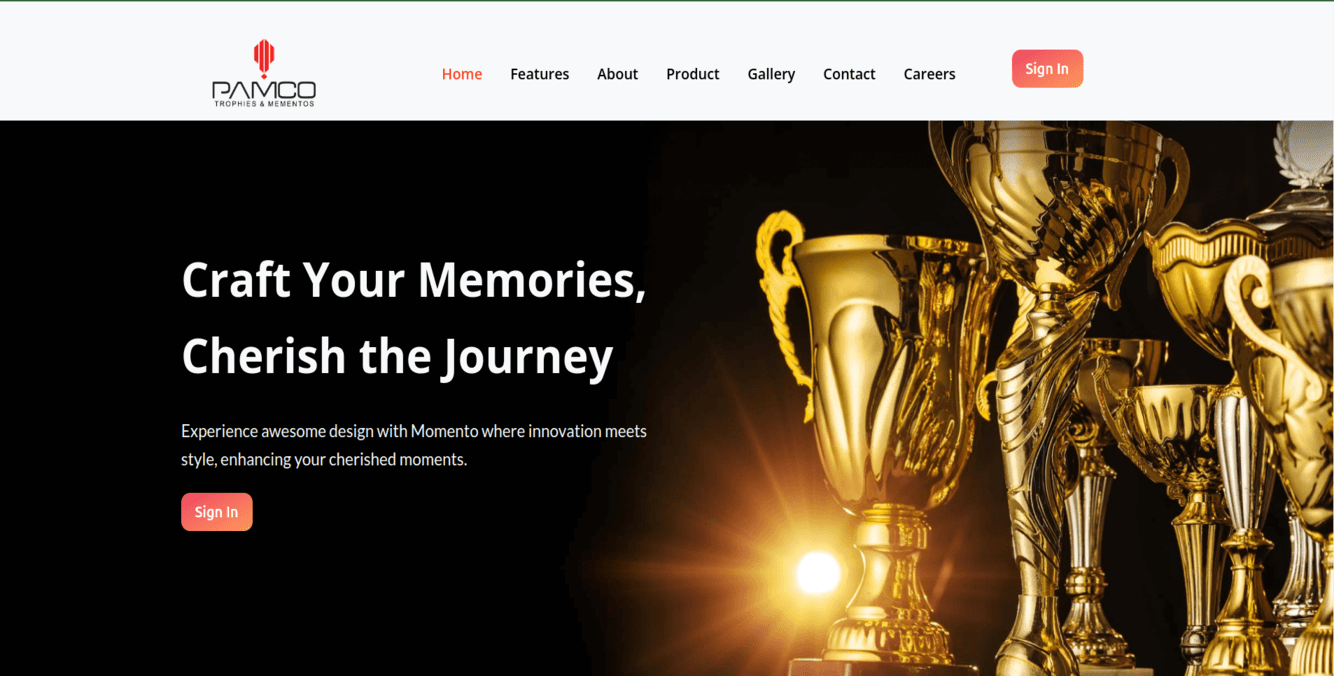 PAMCO
TROPHIES & MEMENTOS
Home Features About Product Gallery Contact Careers
Sign In
Craft Your Memories,
Cherish the Journey
Experience awesome design with Momento where innovation meets
style, enhancing your cherished moments.
Sign In